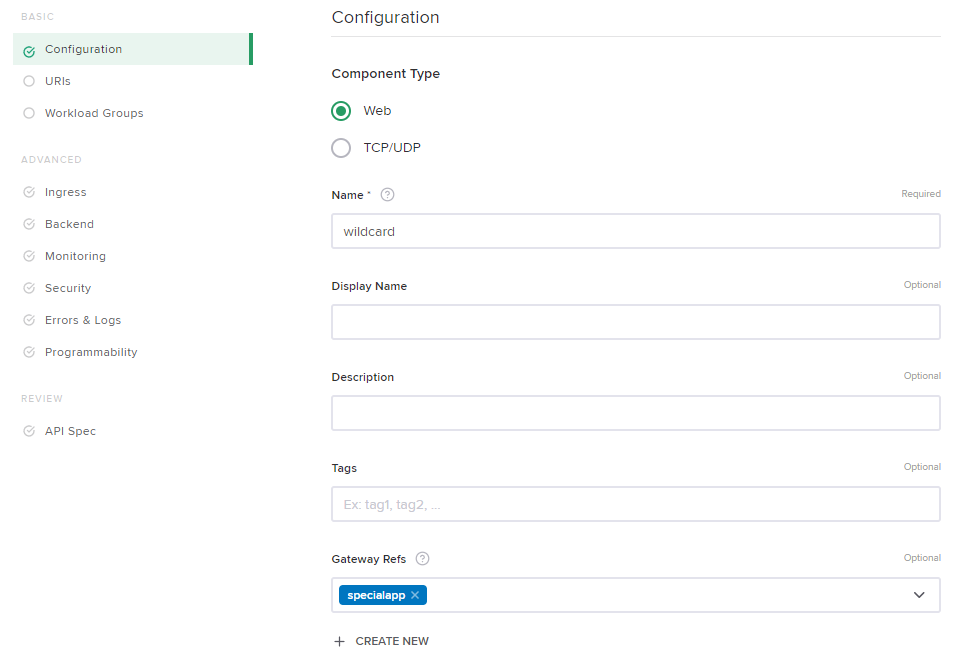 BASIC
Configuration
URIs
Workload Groups
ADVANCED
Ingress
Backend
Monitoring
Security
Errors & Logs
Programmability
REVIEW
API Spec
Configuration
Component Type
Web
TCP/UDP
Name * ? Required
wildcard
Display Name Optional
Description Optional
Tags Optional
Ex: tag1, tag2, ...
Gateway Refs ? Optional
specialapp ×
+ CREATE NEW